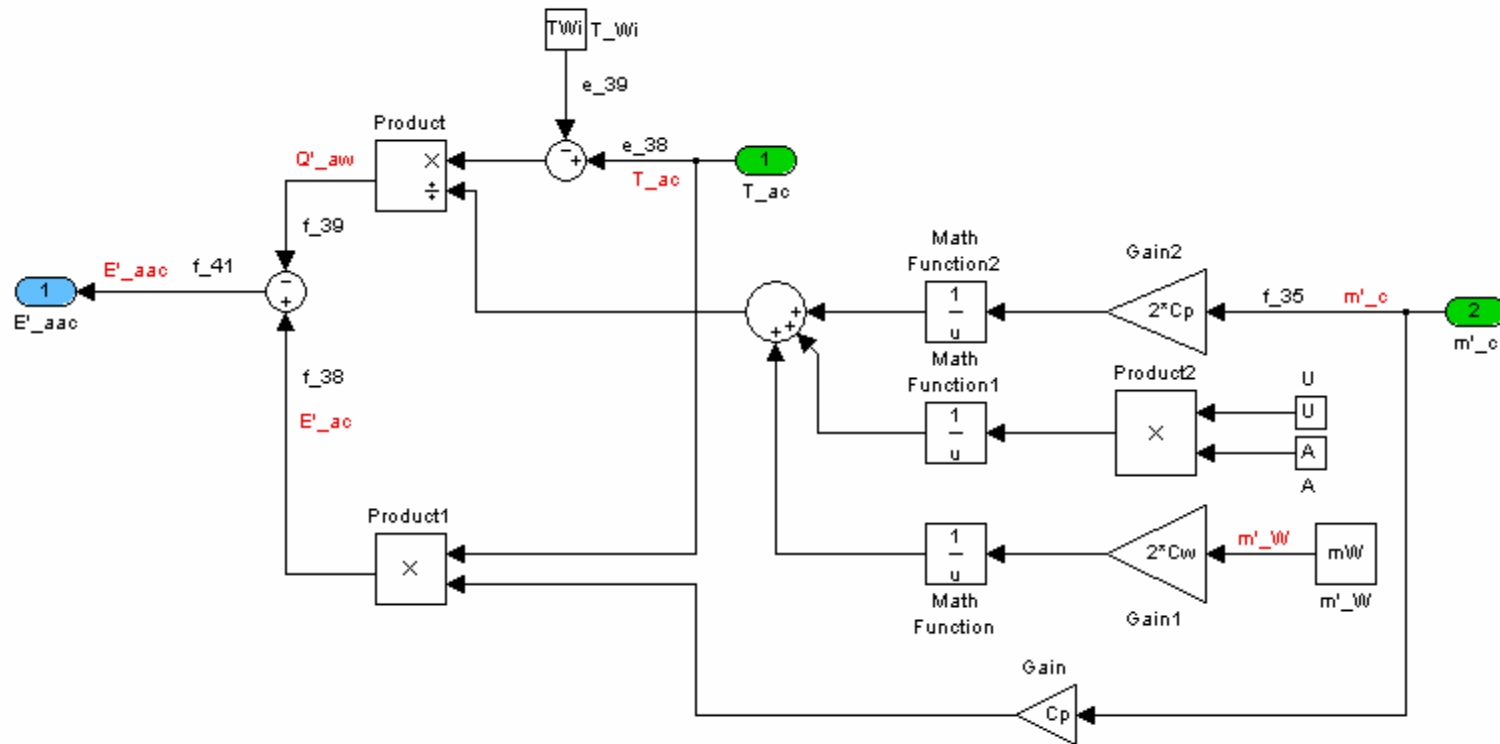 TWi T_Wi
e_39
Product
Q'_aw
×
÷
−
+
e_38
T_ac
1
T_ac
f_39
E'_aac
f_41
1
E'_aac
−
+
f_38
E'_ac
Math
Function2
1
u
Gain2
2*Cp
f_35
m'_c
2
m'_c
+
+
+
Math
Function1
1
u
Product2
×
U
U
A
A
Product1
×
1
u
Math
Function
2*Cw
Gain1
m'_W
mW
m'_W
Gain
Cp